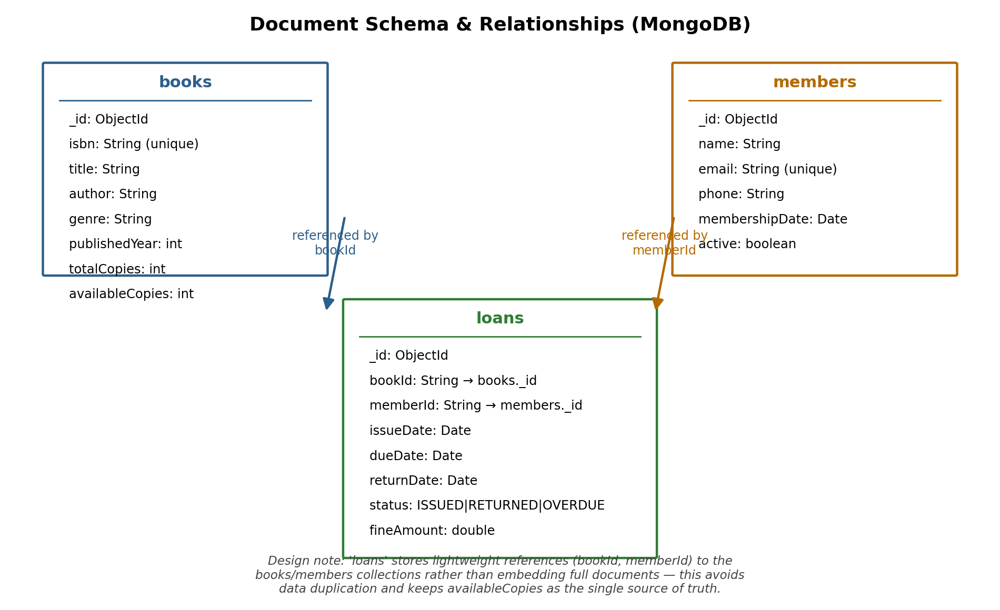 Document Schema & Relationships (MongoDB)
books
_id: ObjectId
isbn: String (unique)
title: String
author: String
genre: String
publishedYear: int
totalCopies: int
availableCopies: int
referenced by
bookId
members
_id: ObjectId
name: String
email: String (unique)
phone: String
membershipDate: Date
active: boolean
referenced by
memberId
loans
_id: ObjectId
bookId: String → books._id
memberId: String → members._id
issueDate: Date
dueDate: Date
returnDate: Date
status: ISSUED|RETURNED|OVERDUE
fineAmount: double
Design note: 'loans' stores lightweight references (bookId, memberId) to the
books/members collections rather than embedding full documents — this avoids
data duplication and keeps availableCopies as the single source of truth.